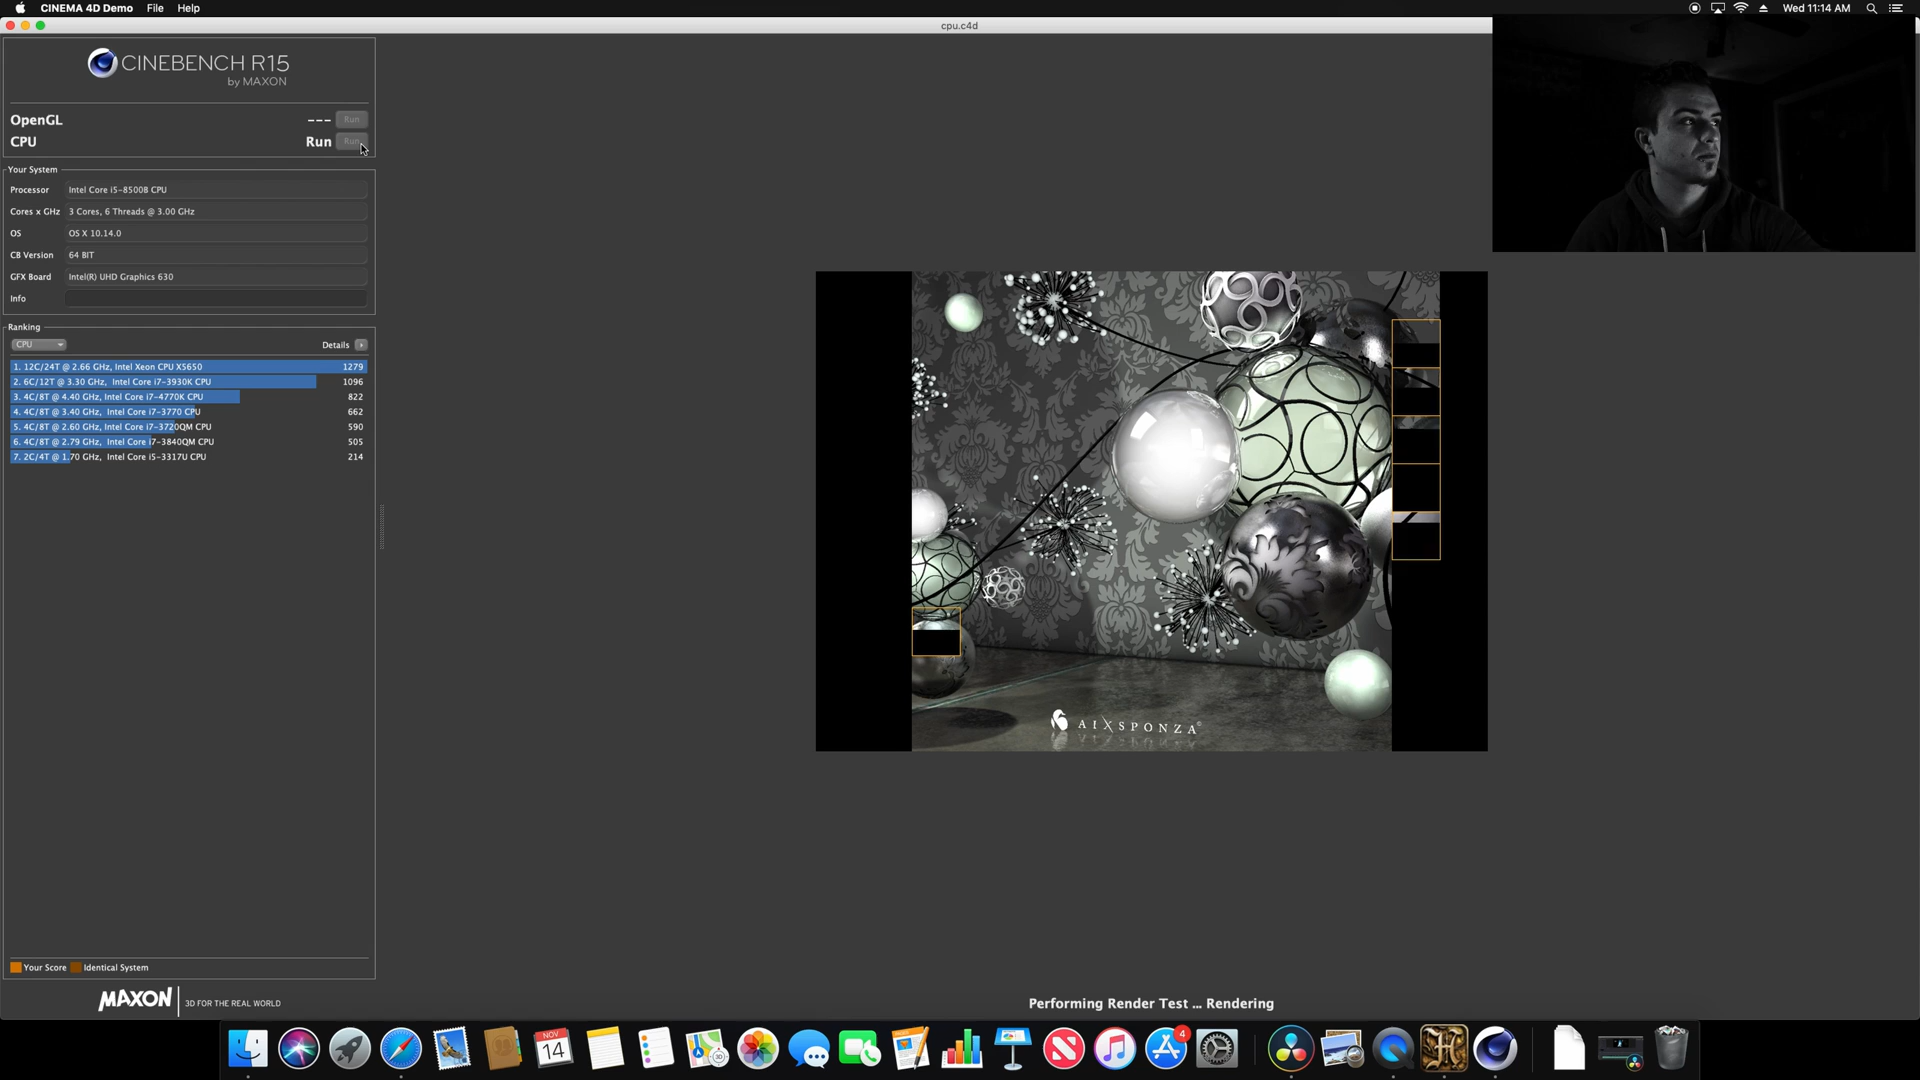 CINEMA 4D Demo File Help
Wed 11:14 AM
cpu.c4d
CINEBENCH R15
by MAXON
OpenGL --- Run
CPU Run Run
Your System
Processor Intel Core i5-8500B CPU
Cores x GHz 3 Cores, 6 Threads @ 3.00 GHz
OS OS X 10.14.0
CB Version 64 BIT
GFX Board Intel(R) UHD Graphics 630
Info
Ranking
CPU Details
1. 12C/24T @ 2.66 GHz, Intel Xeon CPU X5650 1279
2. 6C/12T @ 3.30 GHz, Intel Core i7-3930K CPU 1096
3. 4C/8T @ 4.40 GHz, Intel Core i7-4770K CPU 822
4. 4C/8T @ 3.40 GHz, Intel Core i7-3770 CPU 662
5. 4C/8T @ 2.60 GHz, Intel Core i7-3720QM CPU 590
6. 4C/8T @ 2.79 GHz, Intel Core i7-3840QM CPU 505
7. 2C/4T @ 1.70 GHz, Intel Core i5-3317U CPU 214
AIXSPONZA
Your Score Identical System
MAXON 3D FOR THE REAL WORLD
Performing Render Test ... Rendering
NOV
14
4